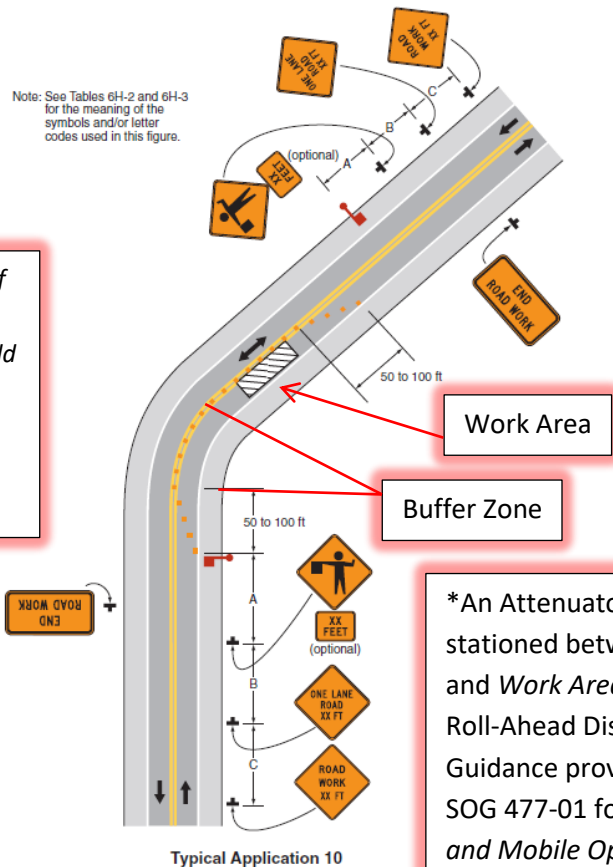 ROAD
WORK
XX FT
ONE LANE
ROAD
XX FT
C
B
A
Note: See Tables 6H-2 and 6H-3
for the meaning of the
symbols and/or letter
codes used in this figure.
(optional)
XX
FEET
END
ROAD WORK
50 to 100 ft
Work Area
Buffer Zone
50 to 100 ft
END
ROAD WORK
A
XX
FEET
(optional)
B
ONE LANE
ROAD
XX FT
C
ROAD
WORK
XX FT
*An Attenuato
stationed betw
and Work Area
Roll-Ahead Dis
Guidance prov
SOG 477-01 fo
and Mobile Op
Typical Application 10